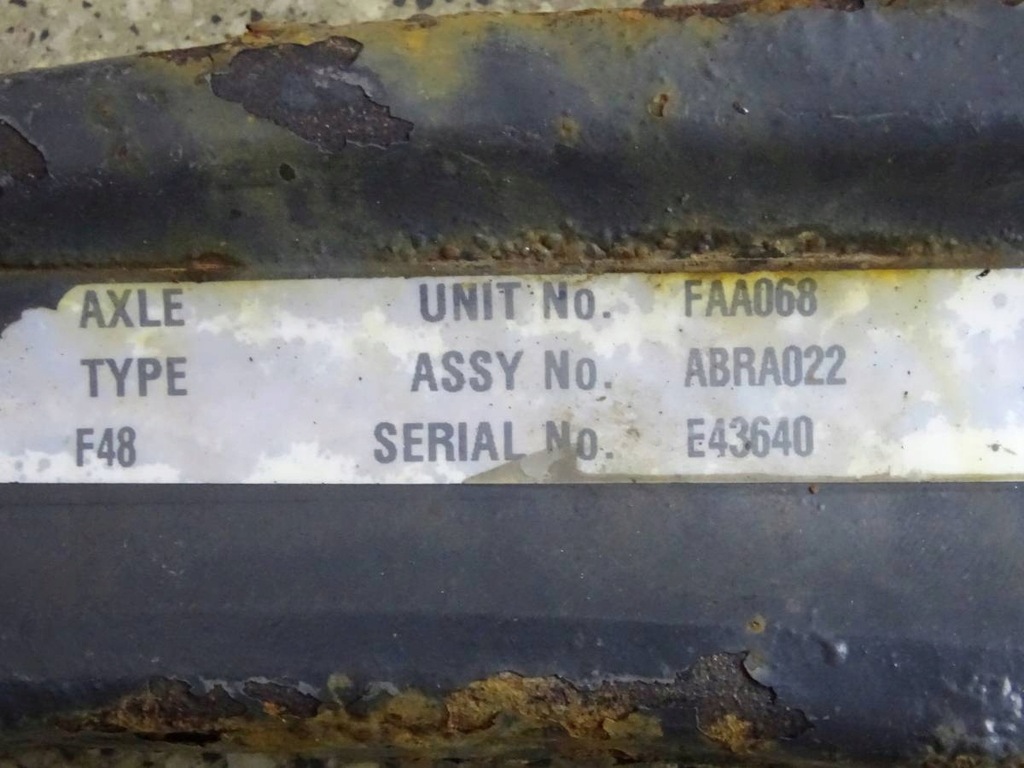 AXLE UNIT No. FAA068
TYPE ASSY No. ABRA022
F48 SERIAL No. E43640